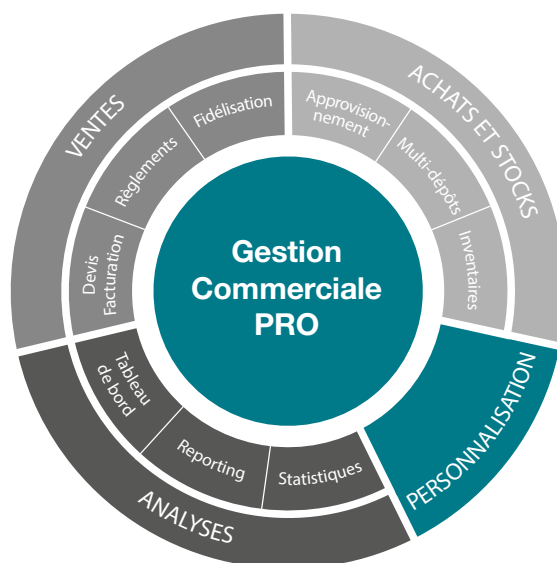 Gestion
Commerciale
PRO
VENTES
Devis
Facturation
Règlements
Fidélisation
ACHATS ET STOCKS
Approvision-
nement
Multi-dépôts
Inventaires
PERSONNALISATION
ANALYSES
Tableau
de bord
Reporting
Statistiques